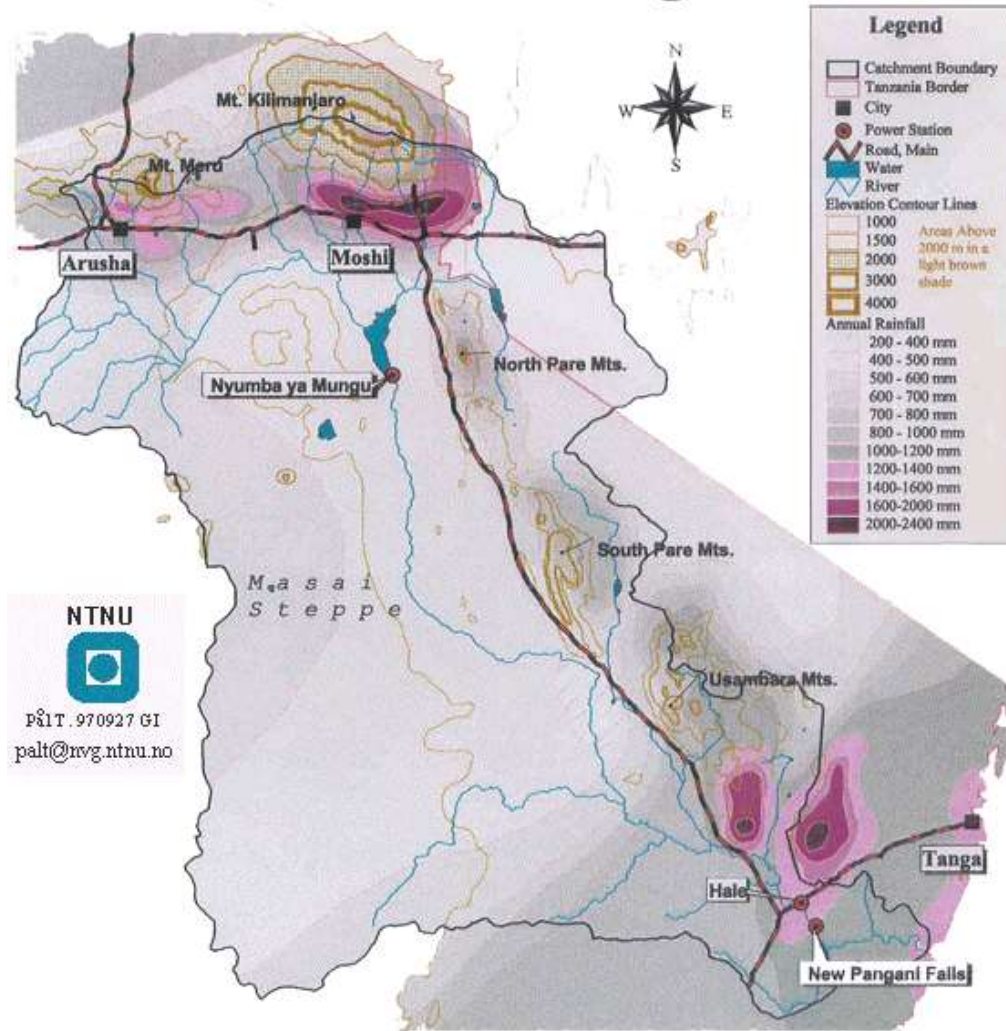 Legend
Catchment Boundary
Tanzania Border
City
Power Station
Road, Main
Water
River
Elevation Contour Lines
1000
1500
2000
3000
4000
Areas Above
2000 m in a
light brown
shade
Annual Rainfall
200 - 400 mm
400 - 500 mm
500 - 600 mm
600 - 700 mm
700 - 800 mm
800 - 1000 mm
1000-1200 mm
1200-1400 mm
1400-1600 mm
1600-2000 mm
2000-2400 mm
N
W E
S
Mt. Kilimanjaro
Mt. Meru
Arusha
Moshi
North Pare Mts.
Nyumba ya Mungu
South Pare Mts.
Masai
Steppe
Usambara Mts.
NTNU
PålT. 970927 GI
palt@nvg.ntnu.no
Tanga
Hale
New Pangani Falls